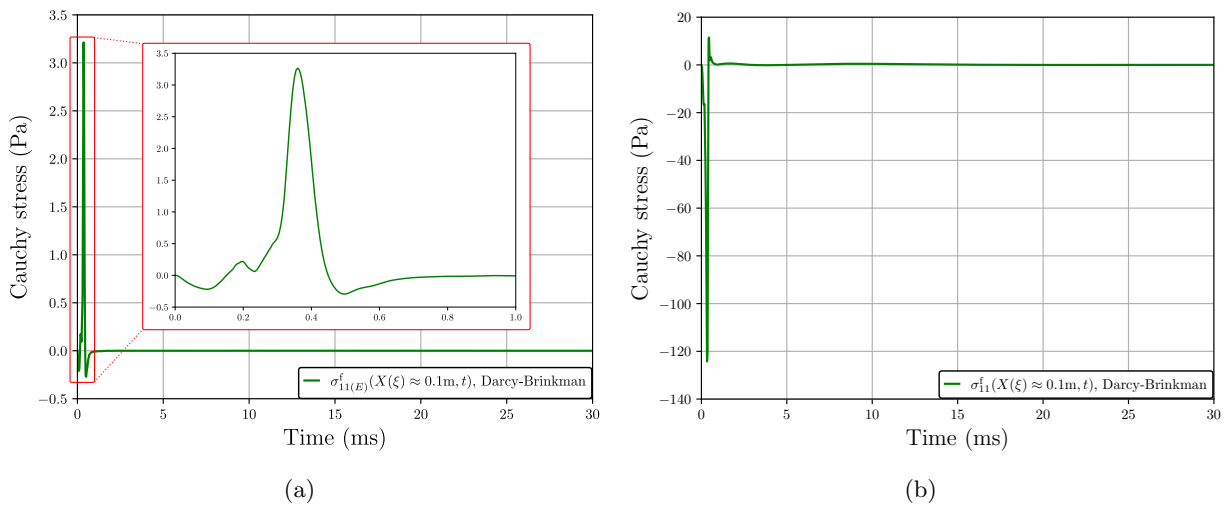 3.5
3.0
2.5
2.0
1.5
1.0
0.5
0.0
−0.5
Cauchy stress (Pa)
3.5
3.0
2.5
2.0
1.5
1.0
0.5
0.0
−0.5
0.0 0.2 0.4 0.6 0.8 1.0
σ^f_{11(E)}(X(ξ) ≈ 0.1m, t), Darcy-Brinkman
0 5 10 15 20 25 30
Time (ms)
(a)
20
0
−20
−40
−60
−80
−100
−120
−140
Cauchy stress (Pa)
σ^f_{11}(X(ξ) ≈ 0.1m, t), Darcy-Brinkman
0 5 10 15 20 25 30
Time (ms)
(b)